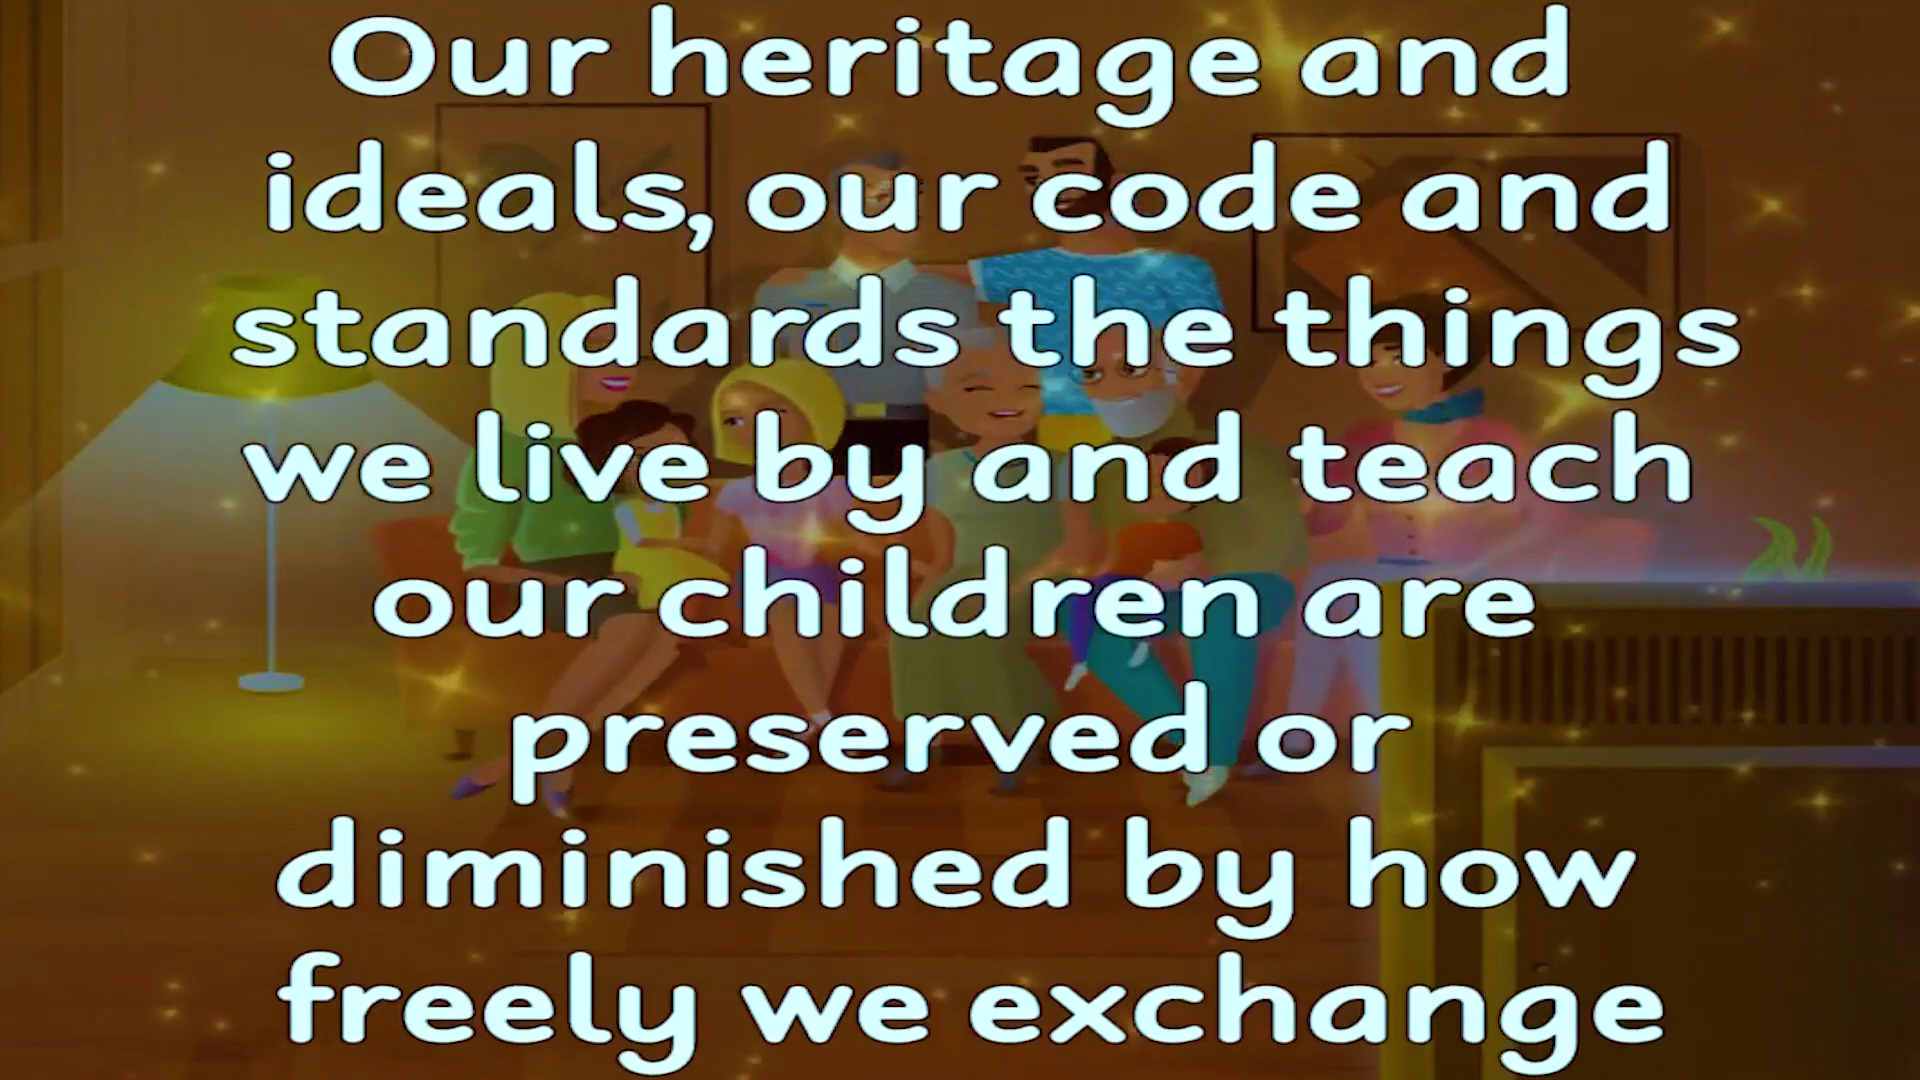 Our heritage and
ideals, our code and
standards the things
we live by and teach
our children are
preserved or
diminished by how
freely we exchange